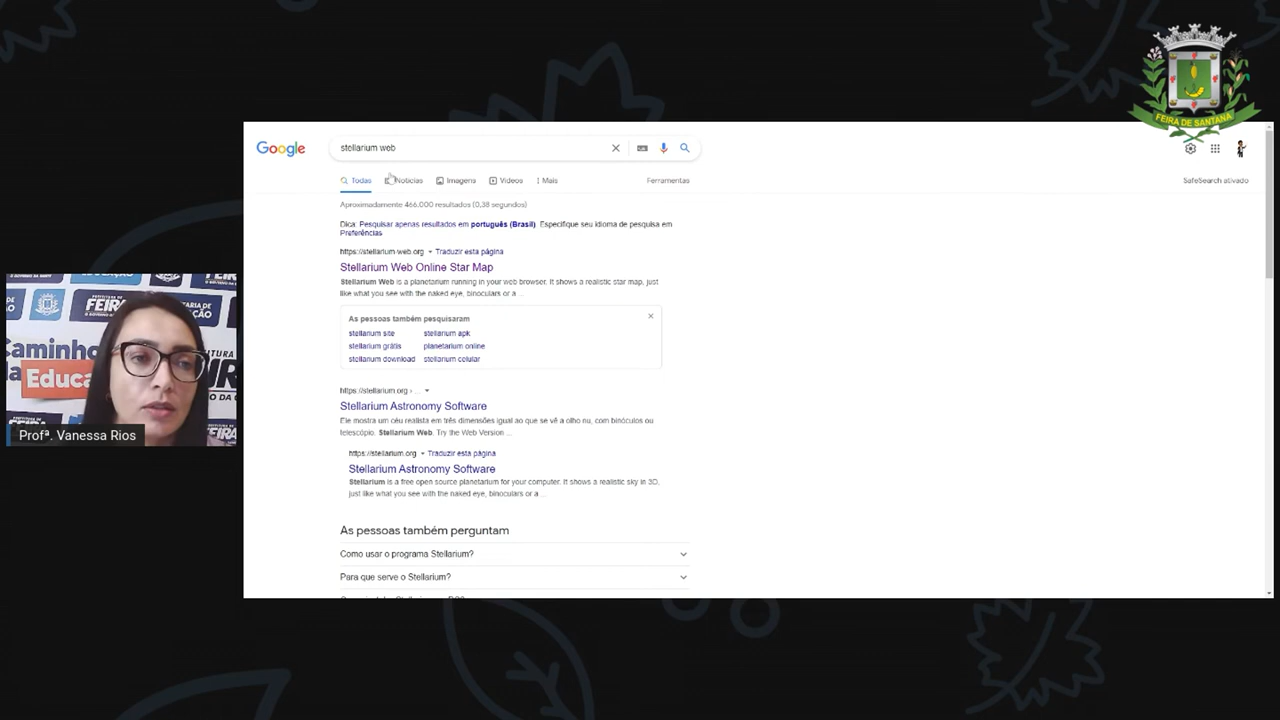 FEIRA DE SANTANA
Google
stellarium web
Todas
Notícias
Imagens
Vídeos
Mais
Ferramentas
SafeSearch ativado
Aproximadamente 466.000 resultados (0,38 segundos)
Dica: Pesquisar apenas resultados em português (Brasil). Especifique seu idioma de pesquisa em
Preferências
https://stellarium-web.org Traduzir esta página
Stellarium Web Online Star Map
Stellarium Web is a planetarium running in your web browser. It shows a realistic star map, just
like what you see with the naked eye, binoculars or a ...
As pessoas também pesquisaram
stellarium site
stellarium apk
stellarium grátis
planetarium online
stellarium download
stellarium celular
https://stellarium.org › ...
Stellarium Astronomy Software
Ele mostra um céu realista em três dimensões igual ao que se vê a olho nu, com binóculos ou
telescópio. Stellarium Web. Try the Web Version ...
https://stellarium.org Traduzir esta página
Stellarium Astronomy Software
Stellarium is a free open source planetarium for your computer. It shows a realistic sky in 3D,
just like what you see with the naked eye, binoculars or a ...
As pessoas também perguntam
Como usar o programa Stellarium?
Para que serve o Stellarium?
FEIRA
Caminho
Educa
Profª. Vanessa Rios